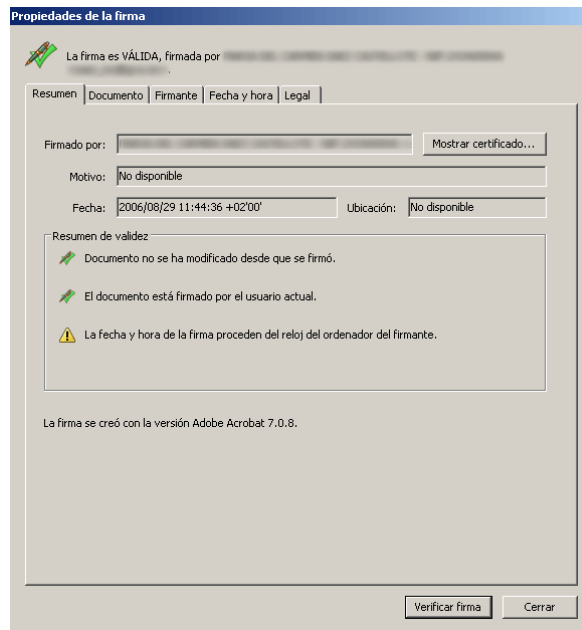 Propiedades de la firma
La firma es VÁLIDA, firmada por
Resumen Documento Firmante Fecha y hora Legal
Firmado por: Mostrar certificado...
Motivo: No disponible
Fecha: 2006/08/29 11:44:36 +02'00' Ubicación: No disponible
Resumen de validez
Documento no se ha modificado desde que se firmó.
El documento está firmado por el usuario actual.
La fecha y hora de la firma proceden del reloj del ordenador del firmante.
La firma se creó con la versión Adobe Acrobat 7.0.8.
Verificar firma Cerrar